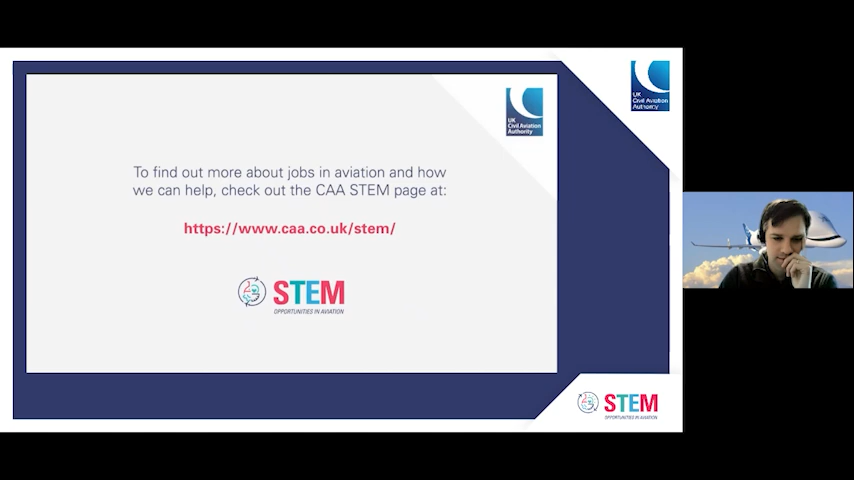 UK
Civil Aviation
Authority
UK
Civil Aviation
Authority
To find out more about jobs in aviation and how
we can help, check out the CAA STEM page at:
https://www.caa.co.uk/stem/
STEM
OPPORTUNITIES IN AVIATION
STEM
OPPORTUNITIES IN AVIATION